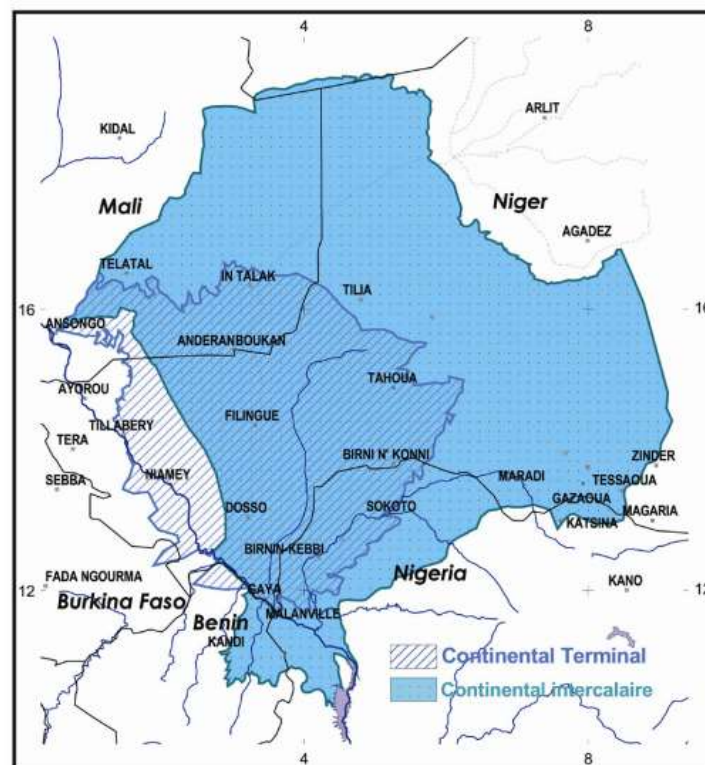 4 8
ARLIT
KIDAL
Mali
Niger
AGADEZ
TELATAL
IN TALAK
TILIA
16 16
ANSONGO
ANDERANBOUKAN
TAHOUA
AYOROU
FILINGUE
TILLABERY
TERA
BIRNI N' KONNI
ZINDER
MARADI
TESSAOUA
SEBBA
NIAMEY
GAZAOUA
DOSSO
SOKOTO
MAGARIA
KATSINA
BIRNIN-KEBBI
Nigeria
FADA NGOURMA
12 12
GAYA
KANO
Burkina Faso
Benin
MALANVILLE
KANDI
Continental Terminal
Continental intercalaire
4 8